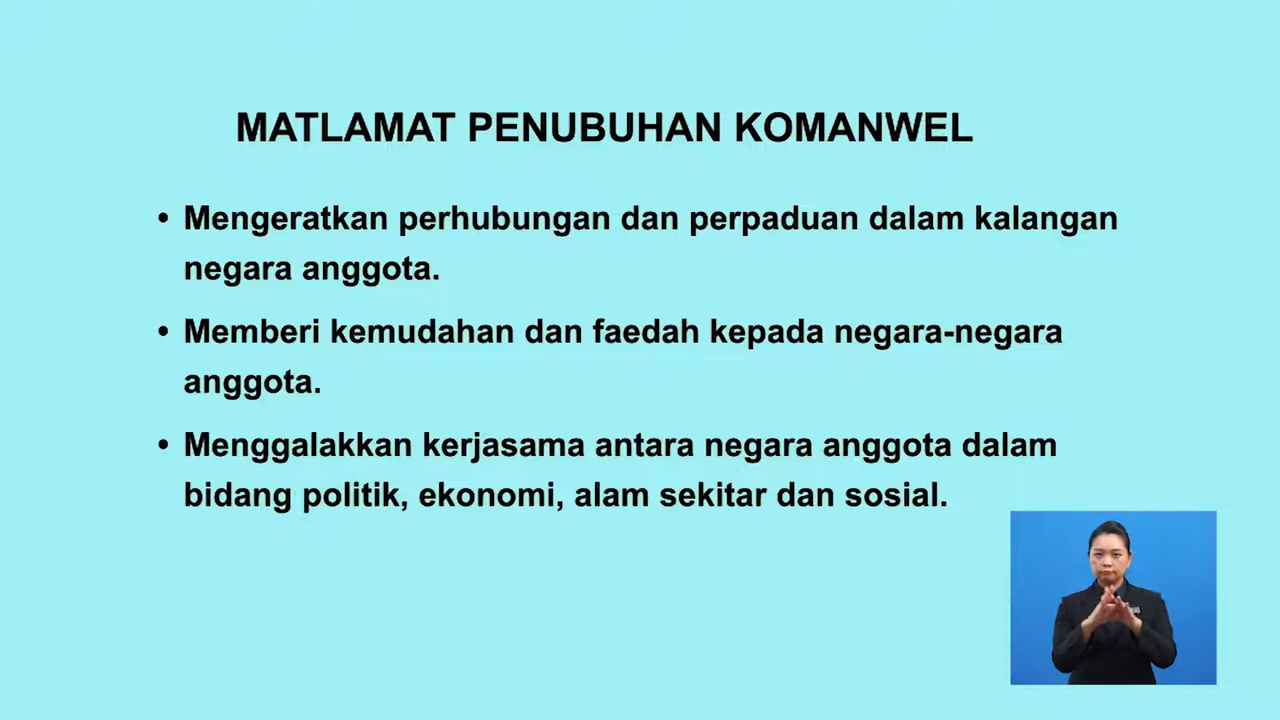 MATLAMAT PENUBUHAN KOMANWEL
• Mengeratkan perhubungan dan perpaduan dalam kalangan
negara anggota.
• Memberi kemudahan dan faedah kepada negara-negara
anggota.
• Menggalakkan kerjasama antara negara anggota dalam
bidang politik, ekonomi, alam sekitar dan sosial.